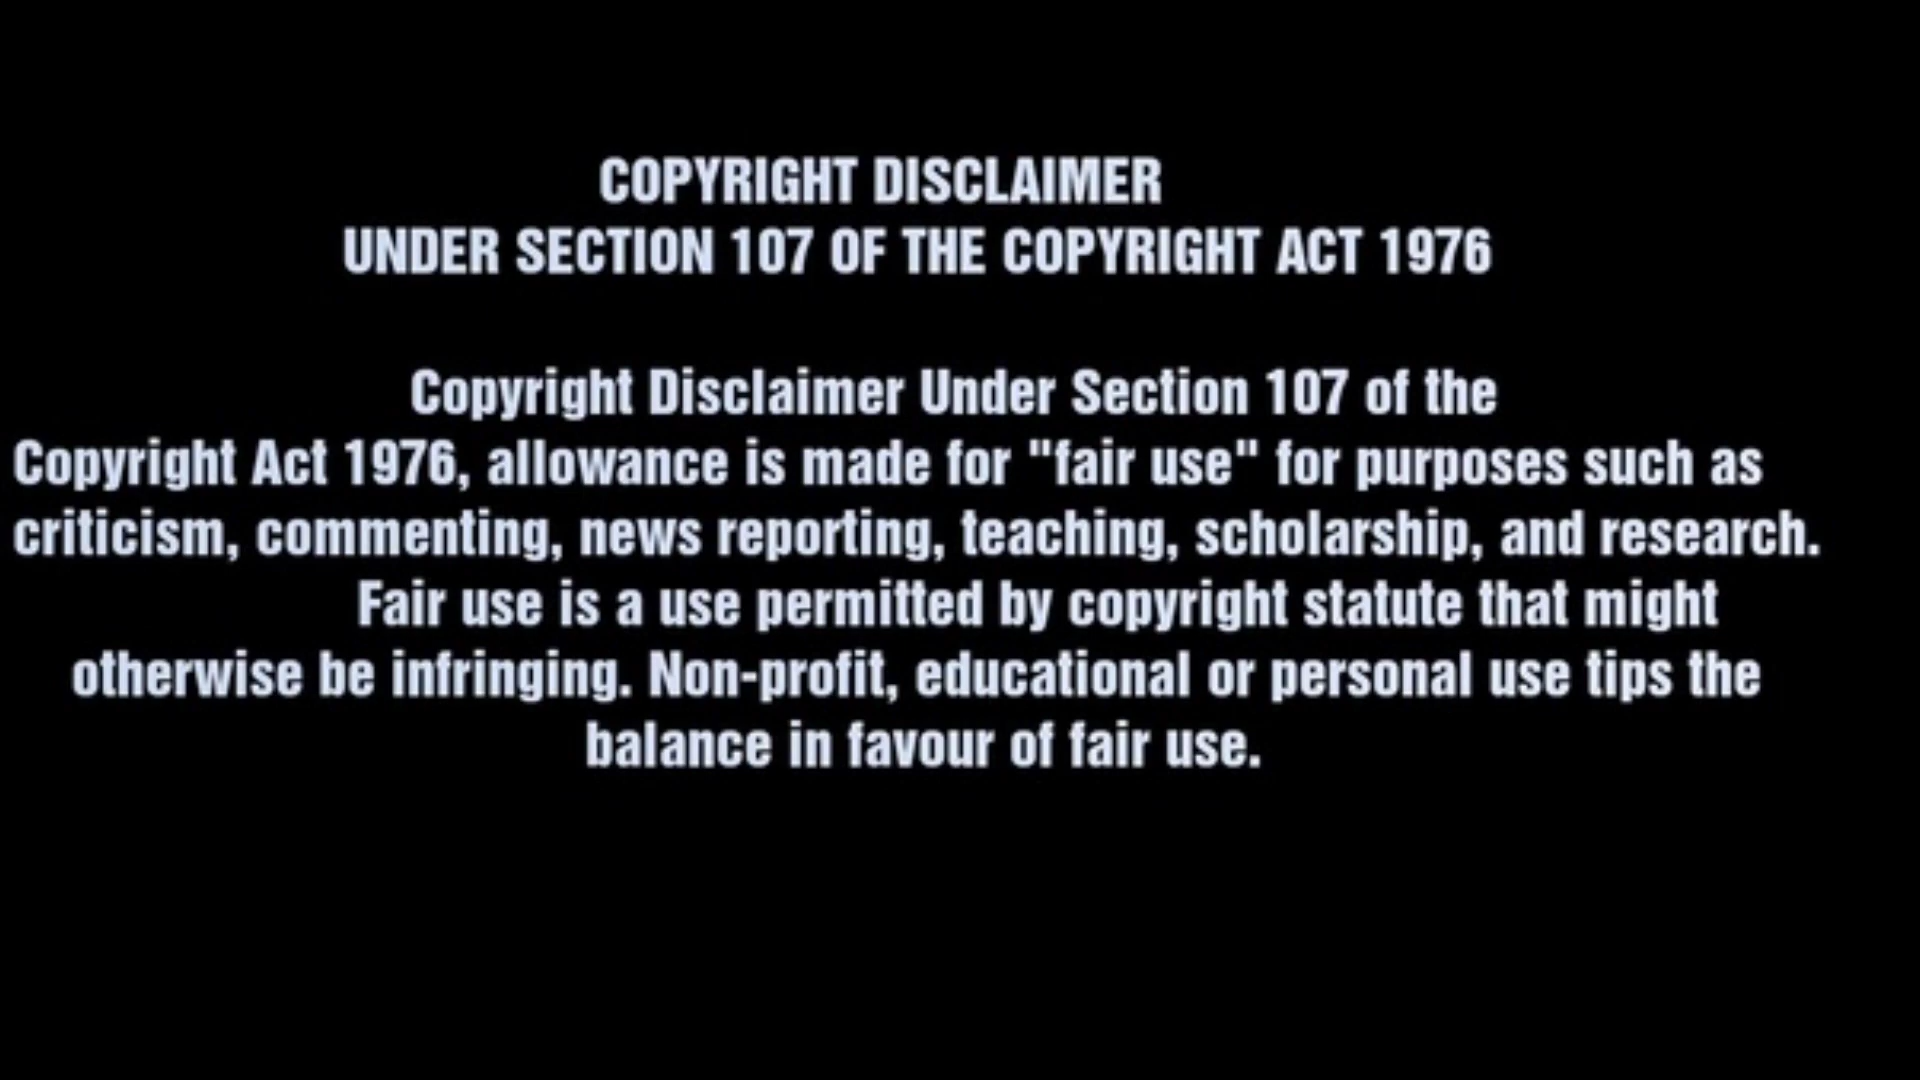 COPYRIGHT DISCLAIMER
UNDER SECTION 107 OF THE COPYRIGHT ACT 1976
Copyright Disclaimer Under Section 107 of the
Copyright Act 1976, allowance is made for "fair use" for purposes such as
criticism, commenting, news reporting, teaching, scholarship, and research.
Fair use is a use permitted by copyright statute that might
otherwise be infringing. Non-profit, educational or personal use tips the
balance in favour of fair use.